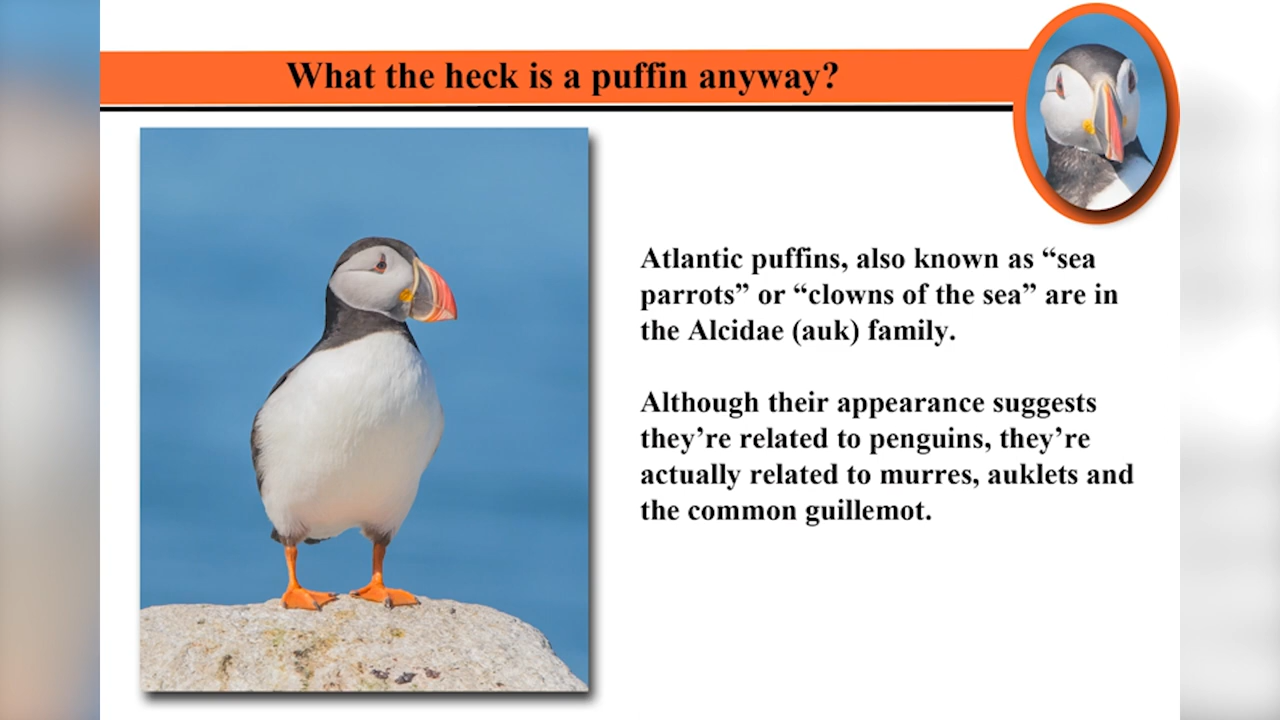 What the heck is a puffin anyway?
Atlantic puffins, also known as “sea
parrots” or “clowns of the sea” are in
the Alcidae (auk) family.
Although their appearance suggests
they’re related to penguins, they’re
actually related to murres, auklets and
the common guillemot.